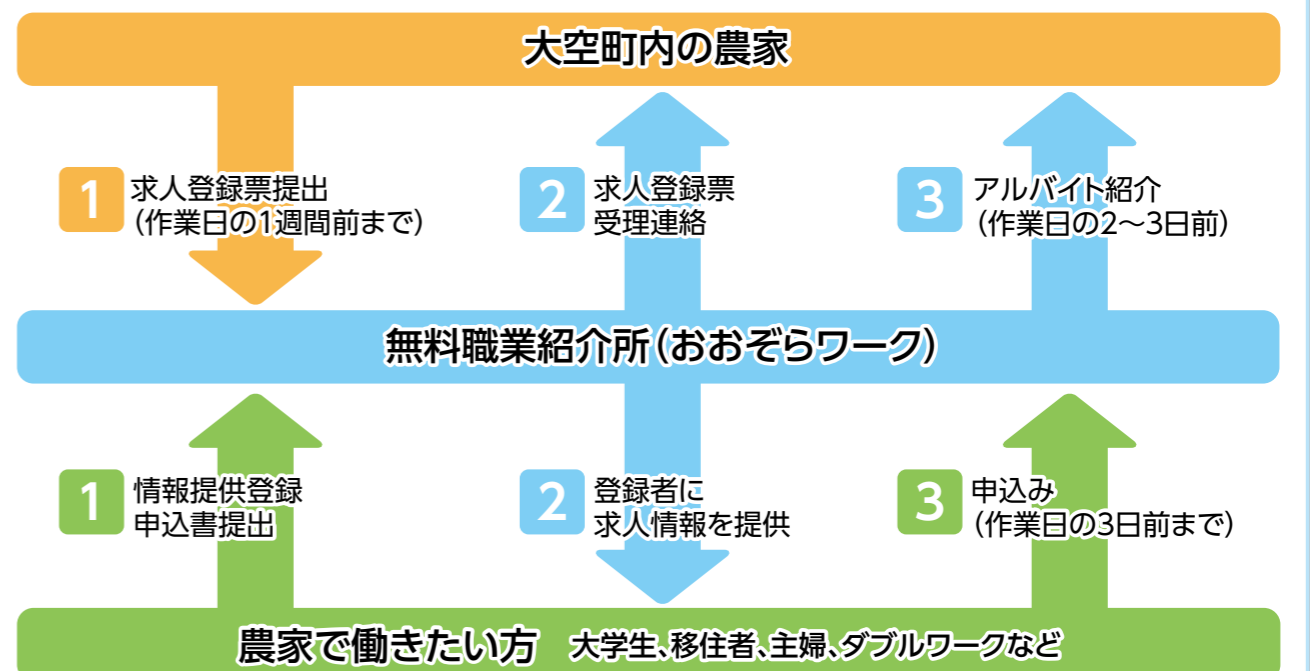 大空町内の農家
1
求人登録票提出
(作業日の1週間前まで)
2
求人登録票
受理連絡
3
アルバイト紹介
(作業日の2〜3日前)
無料職業紹介所(おおぞらワーク)
1
情報提供登録
申込書提出
2
登録者に
求人情報を提供
3
申込み
(作業日の3日前まで)
農家で働きたい方 大学生、移住者、主婦、ダブルワークなど